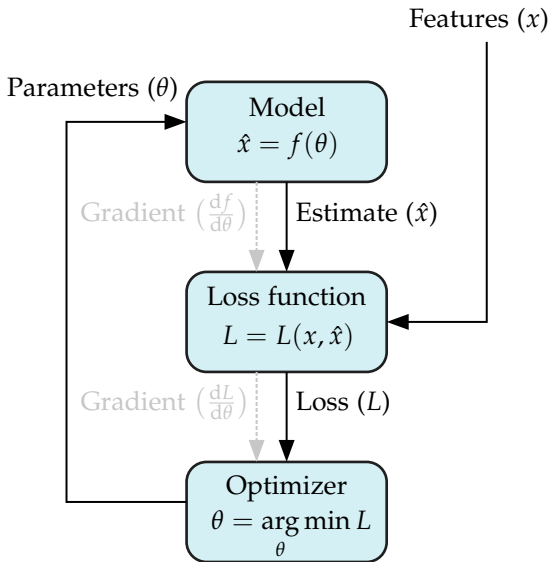 Features (x)
Parameters (θ)
Model
x̂ = f(θ)
Gradient (df/dθ)
Estimate (x̂)
Loss function
L = L(x, x̂)
Gradient (dL/dθ)
Loss (L)
Optimizer
θ = arg min L
θ